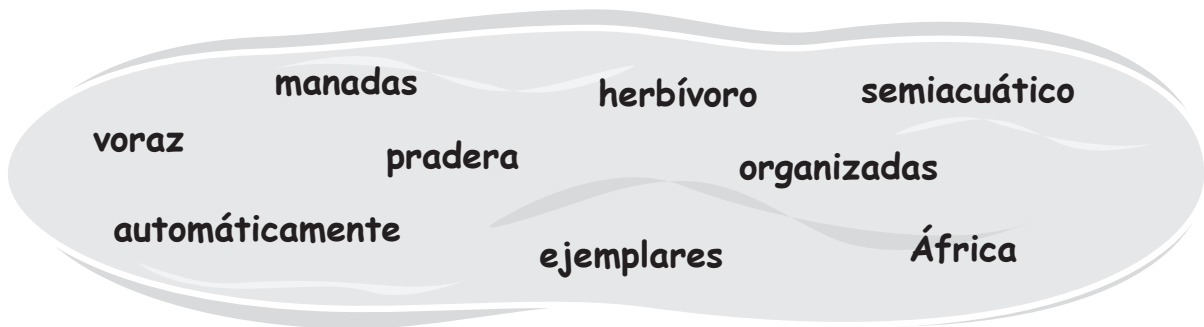 manadas
herbívoro
semiacuático
voraz
pradera
organizadas
automáticamente
ejemplares
África